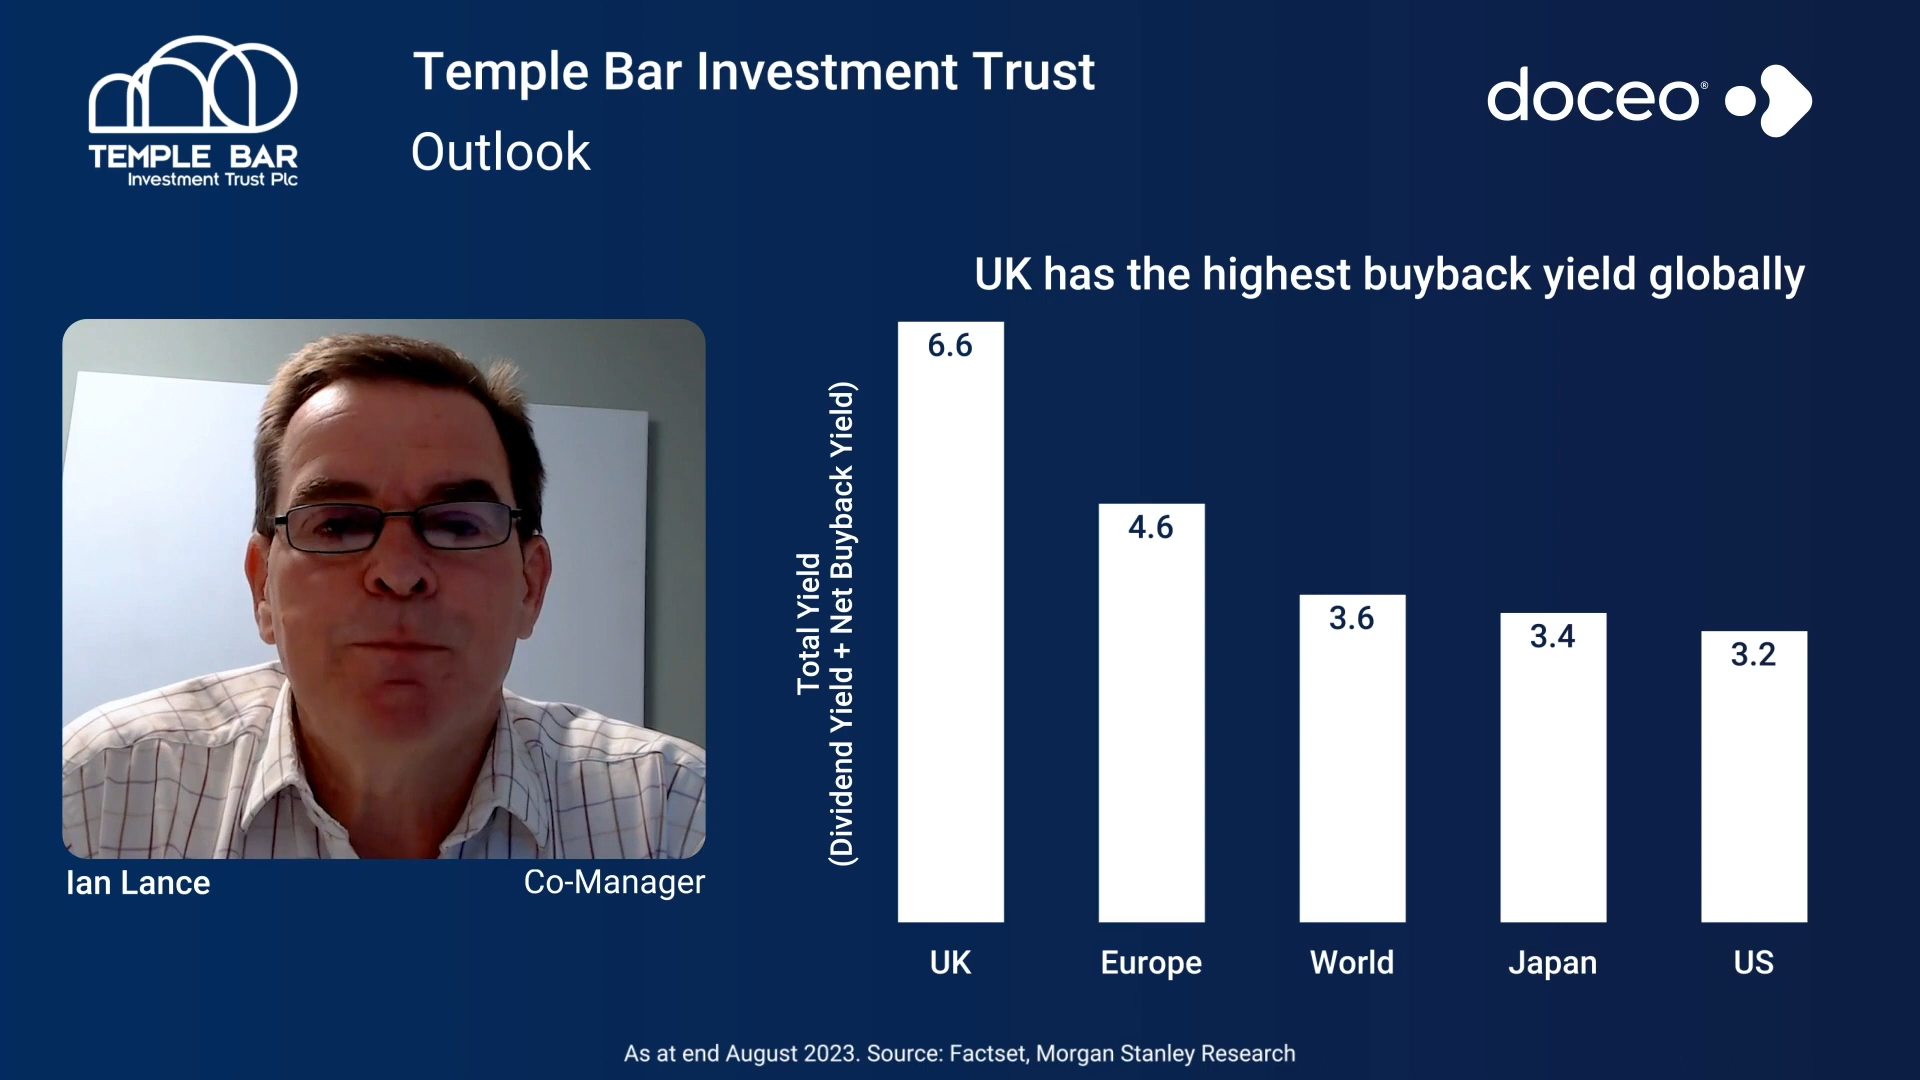 TEMPLE BAR
Investment Trust Plc
Temple Bar Investment Trust
Outlook
doceo®
UK has the highest buyback yield globally
Total Yield
(Dividend Yield + Net Buyback Yield)
6.6
4.6
3.6
3.4
3.2
UK
Europe
World
Japan
US
Ian Lance
Co-Manager
As at end August 2023. Source: Factset, Morgan Stanley Research